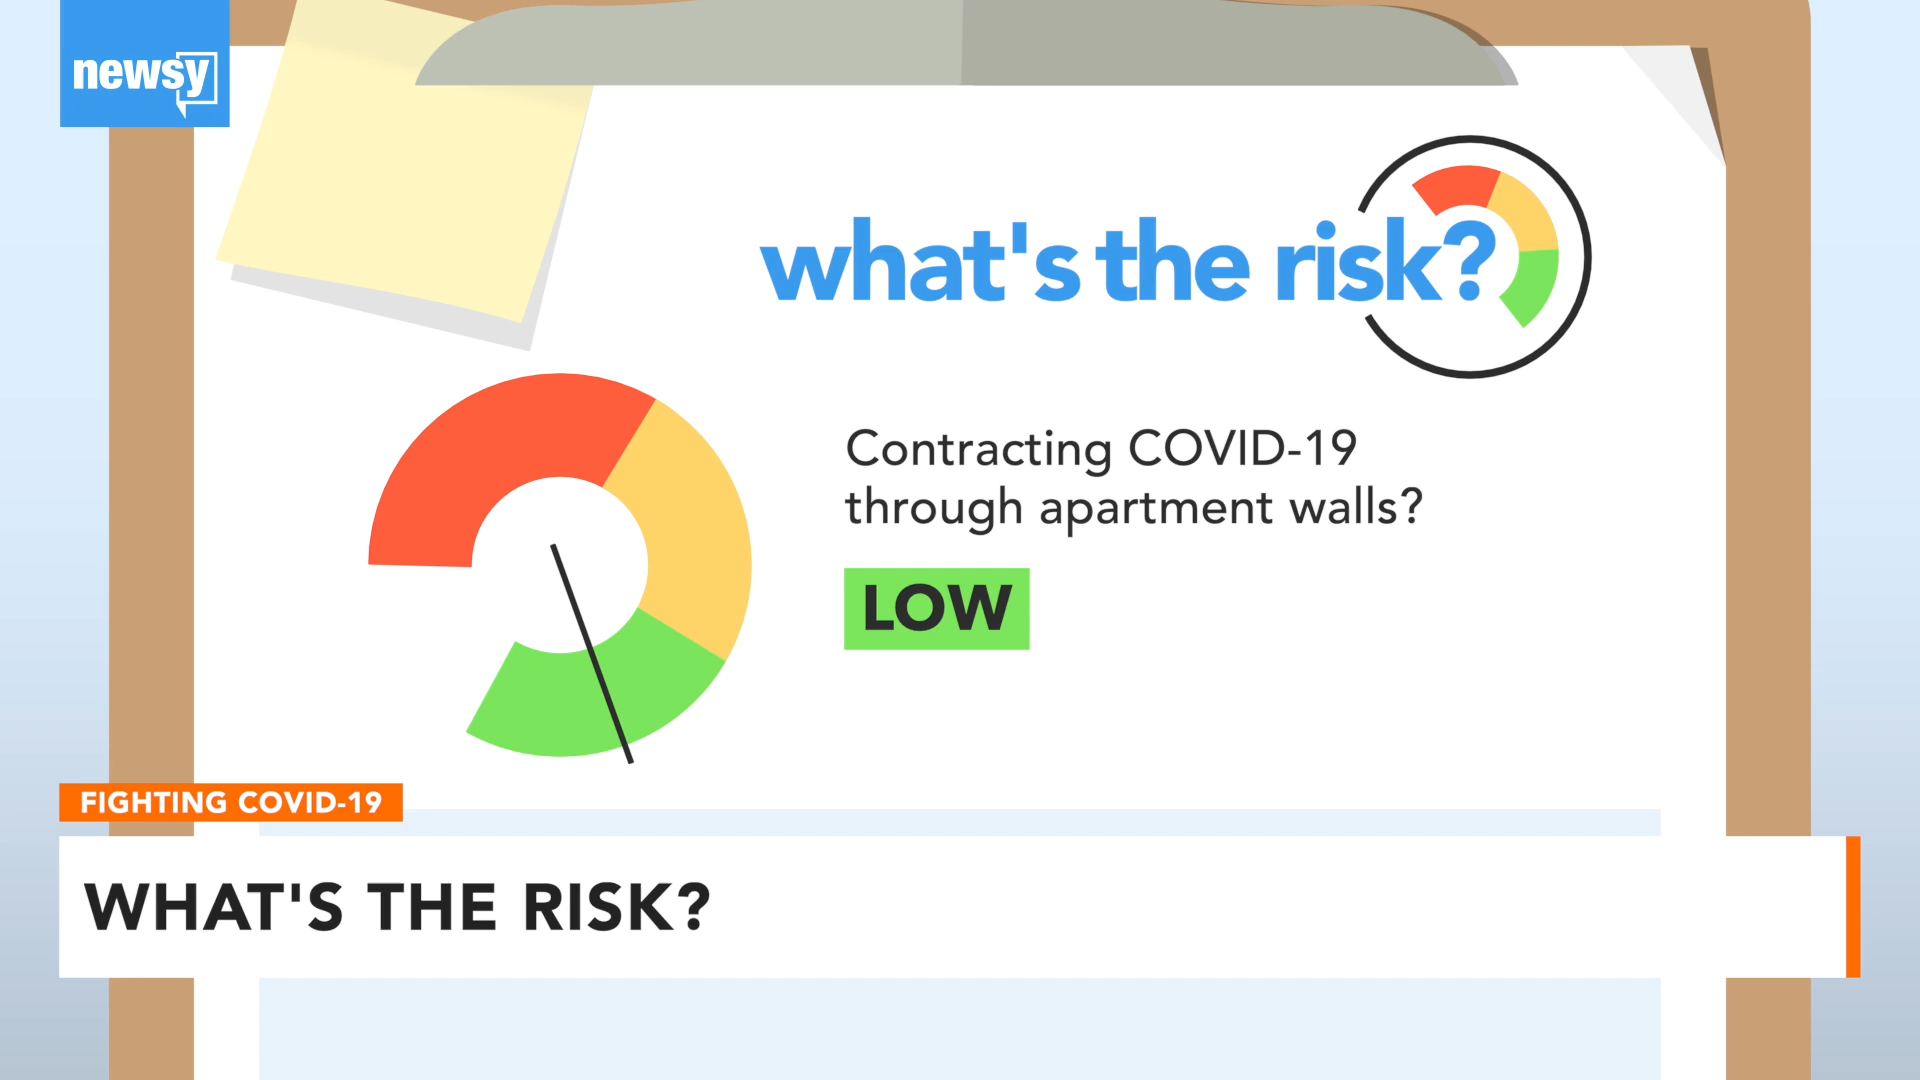 newsy
what's the risk?
Contracting COVID-19
through apartment walls?
LOW
FIGHTING COVID-19
WHAT'S THE RISK?